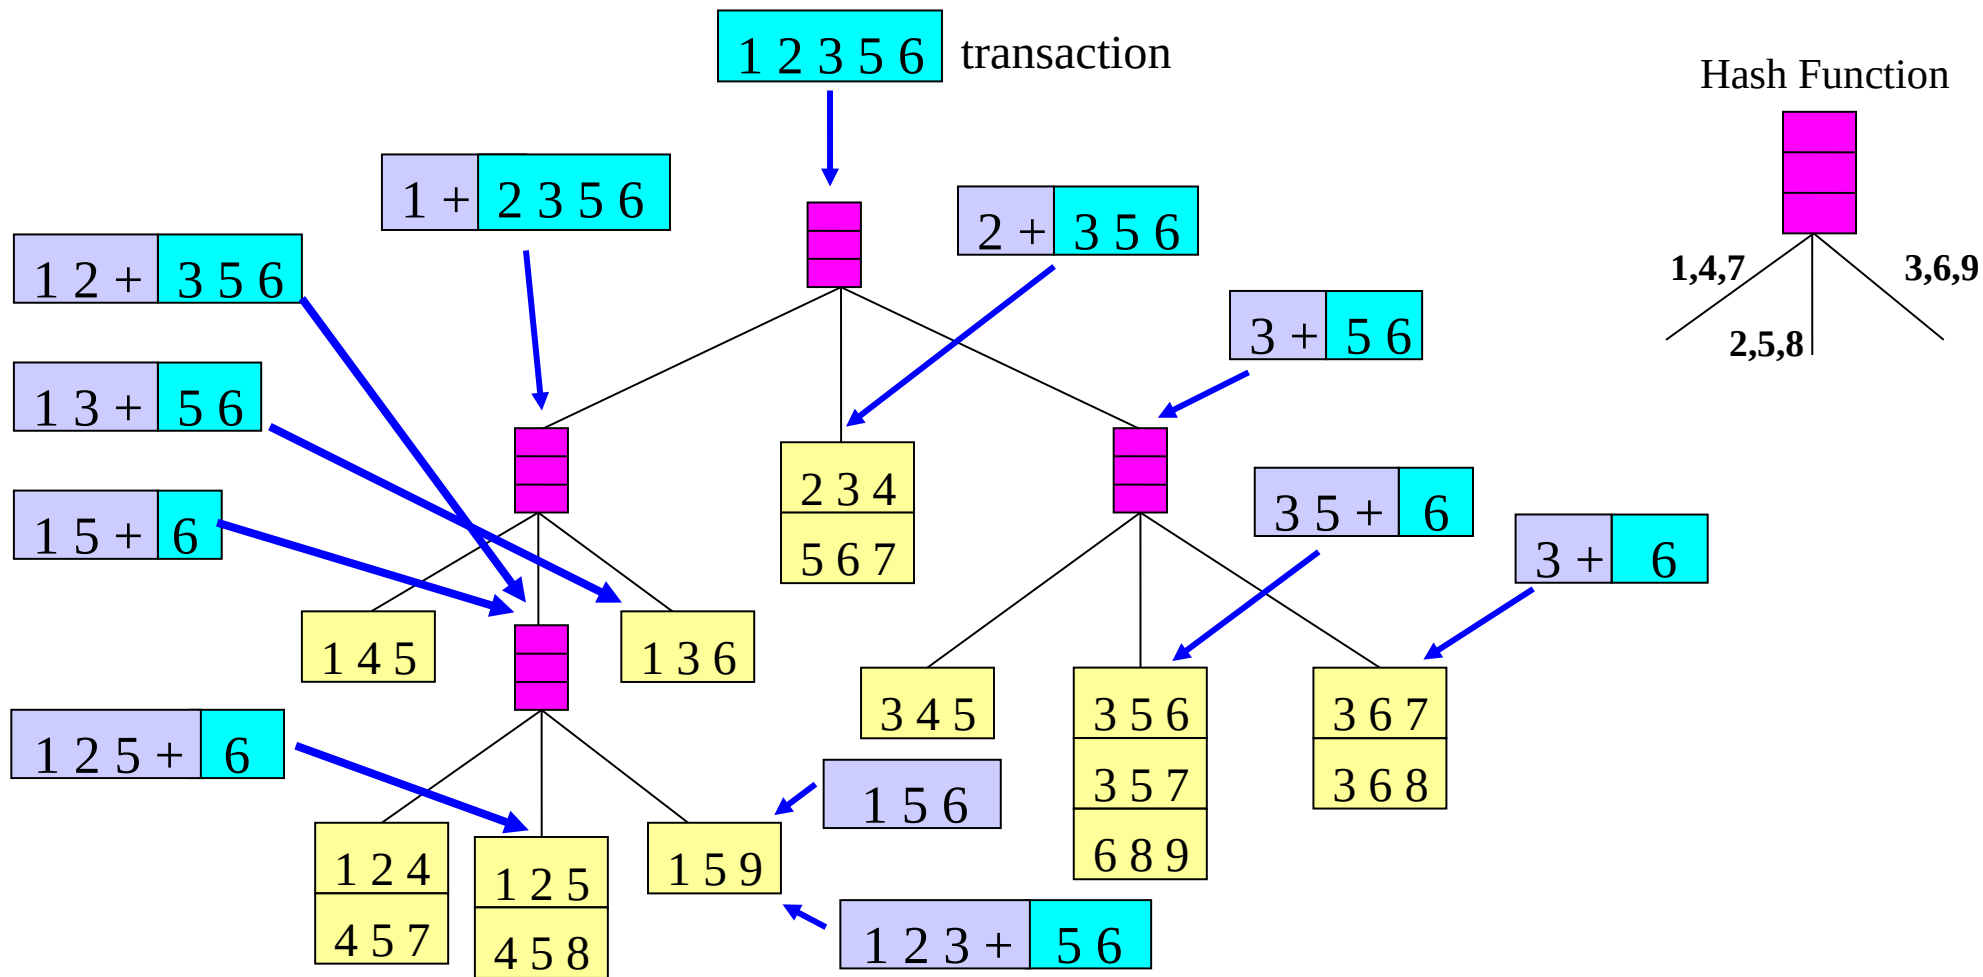 1 2 3 5 6 transaction
Hash Function
1,4,7
2,5,8
3,6,9
1 + 2 3 5 6
2 + 3 5 6
1 2 + 3 5 6
3 + 5 6
1 3 + 5 6
1 5 + 6
2 3 4
5 6 7
3 5 + 6
3 + 6
1 4 5
1 3 6
3 4 5
3 5 6
3 5 7
6 8 9
3 6 7
3 6 8
1 2 5 + 6
1 5 6
1 2 4
4 5 7
1 2 5
4 5 8
1 5 9
1 2 3 + 5 6